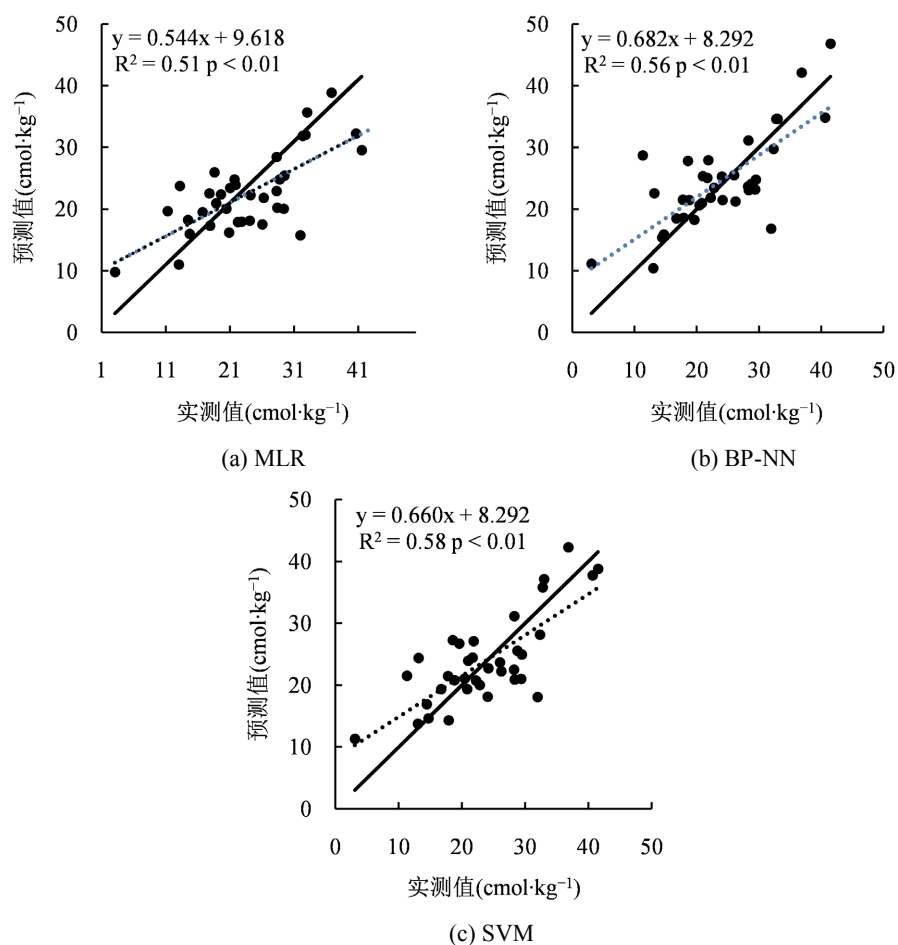 50
40
30
20
10
0
y = 0.544x + 9.618
R² = 0.51 p < 0.01
预测值(cmol·kg⁻¹)
1 11 21 31 41
实测值(cmol·kg⁻¹)
(a) MLR
50
40
30
20
10
0
y = 0.682x + 8.292
R² = 0.56 p < 0.01
预测值(cmol·kg⁻¹)
0 10 20 30 40 50
实测值(cmol·kg⁻¹)
(b) BP-NN
50
40
30
20
10
0
y = 0.660x + 8.292
R² = 0.58 p < 0.01
预测值(cmol·kg⁻¹)
0 10 20 30 40 50
实测值(cmol·kg⁻¹)
(c) SVM